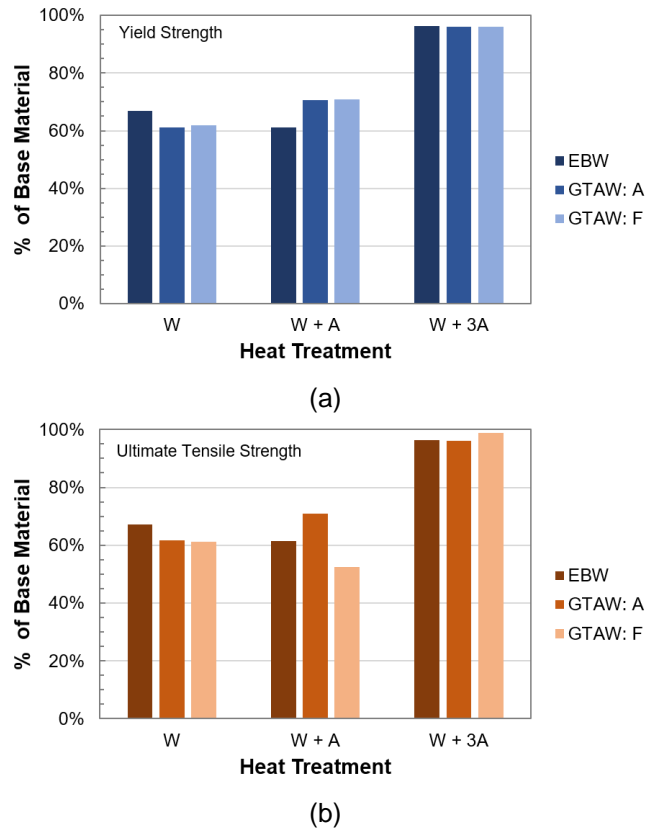 100%
80%
60%
40%
20%
0%
% of Base Material
Yield Strength
W
W + A
W + 3A
Heat Treatment
EBW
GTAW: A
GTAW: F
(a)
100%
80%
60%
40%
20%
0%
% of Base Material
Ultimate Tensile Strength
W
W + A
W + 3A
Heat Treatment
EBW
GTAW: A
GTAW: F
(b)